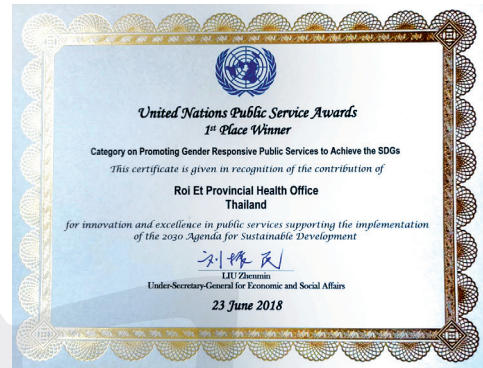 United Nations Public Service Awards
1st Place Winner
Category on Promoting Gender Responsive Public Services to Achieve the SDGs
This certificate is given in recognition of the contribution of
Roi Et Provincial Health Office
Thailand
for innovation and excellence in public services supporting the implementation
of the 2030 Agenda for Sustainable Development
刘振民
LIU Zhenmin
Under-Secretary-General for Economic and Social Affairs
23 June 2018